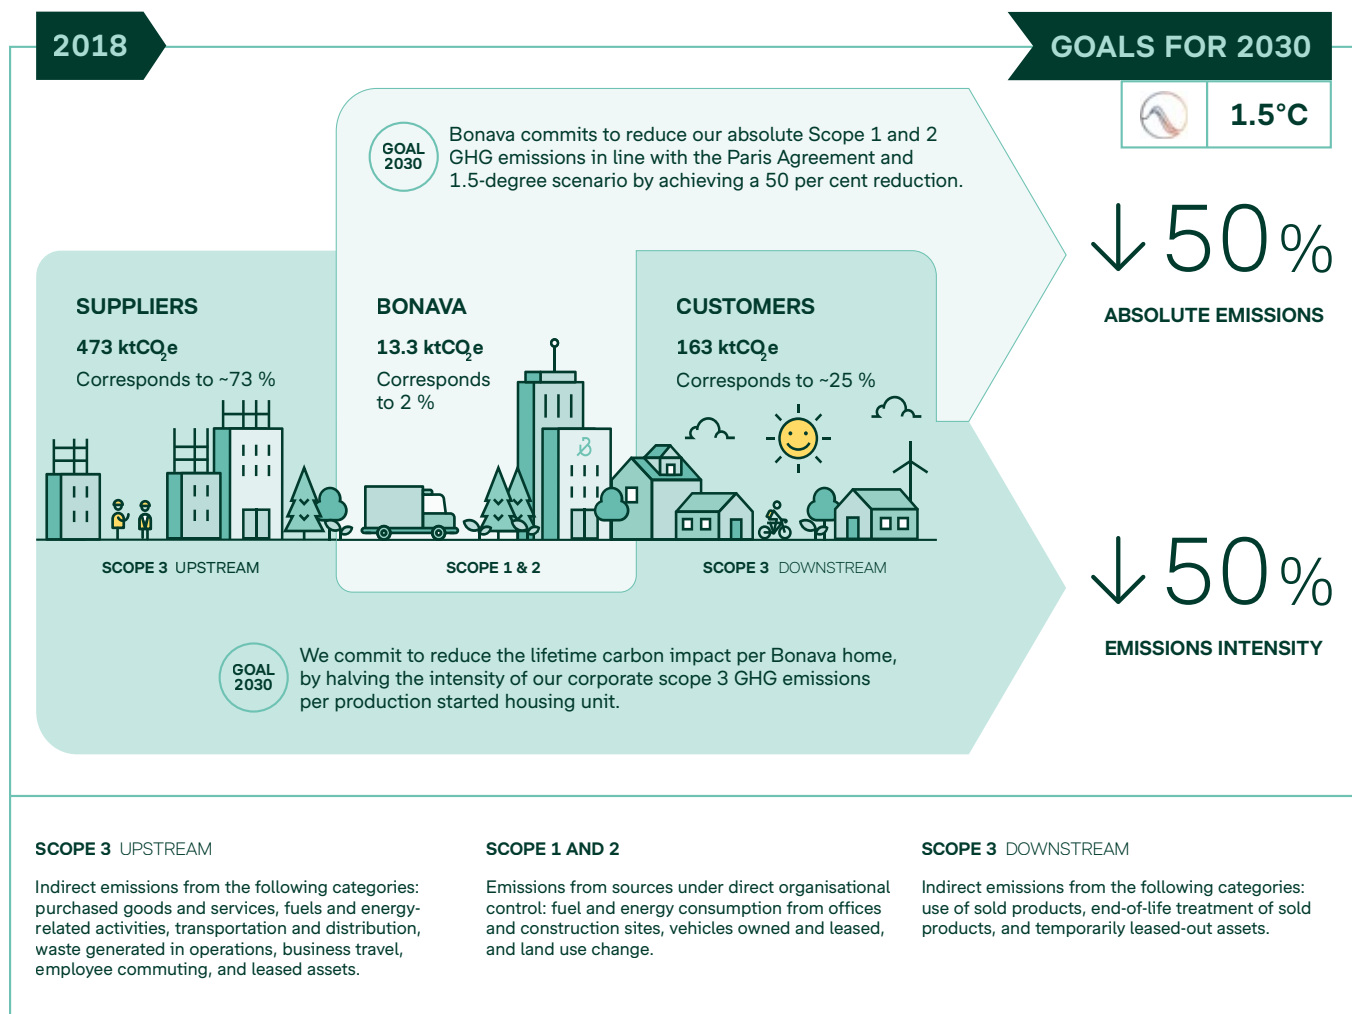 2018
GOALS FOR 2030
1.5°C
GOAL
2030
Bonava commits to reduce our absolute Scope 1 and 2
GHG emissions in line with the Paris Agreement and
1.5-degree scenario by achieving a 50 per cent reduction.
↓50%
ABSOLUTE EMISSIONS
SUPPLIERS
473 ktCO₂e
Corresponds to ~73 %
BONAVA
13.3 ktCO₂e
Corresponds
to 2 %
CUSTOMERS
163 ktCO₂e
Corresponds to ~25 %
SCOPE 3 UPSTREAM
SCOPE 1 & 2
SCOPE 3 DOWNSTREAM
↓50%
EMISSIONS INTENSITY
GOAL
2030
We commit to reduce the lifetime carbon impact per Bonava home,
by halving the intensity of our corporate scope 3 GHG emissions
per production started housing unit.
SCOPE 3 UPSTREAM
Indirect emissions from the following categories:
purchased goods and services, fuels and energy-
related activities, transportation and distribution,
waste generated in operations, business travel,
employee commuting, and leased assets.
SCOPE 1 AND 2
Emissions from sources under direct organisational
control: fuel and energy consumption from offices
and construction sites, vehicles owned and leased,
and land use change.
SCOPE 3 DOWNSTREAM
Indirect emissions from the following categories:
use of sold products, end-of-life treatment of sold
products, and temporarily leased-out assets.